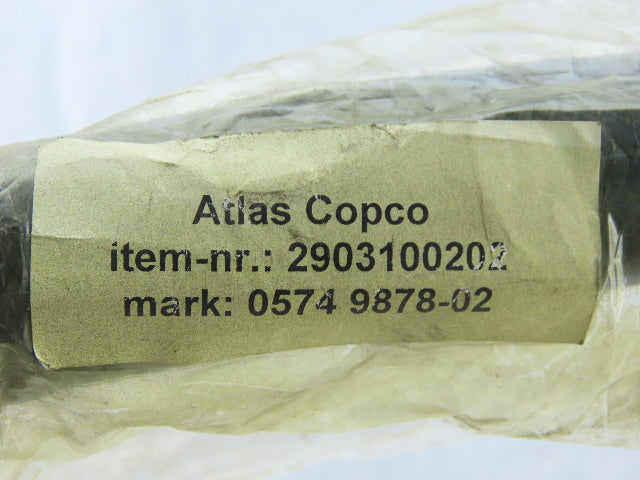 Atlas Copco
item-nr.: 2903100202
mark: 0574 9878-02